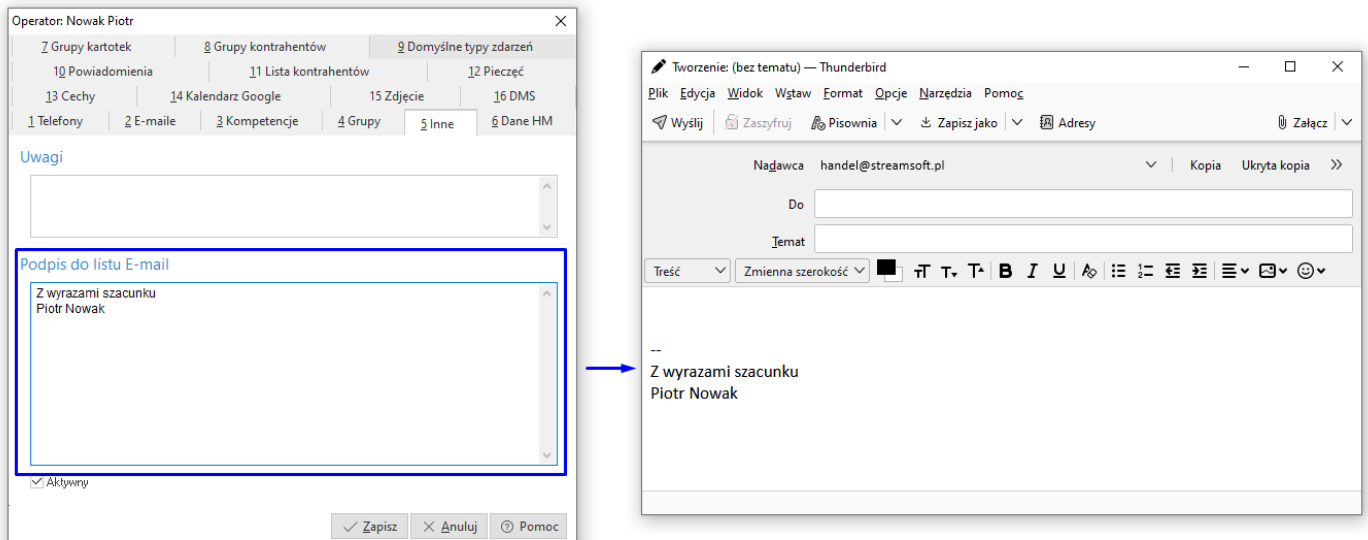 Operator: Nowak Piotr
7 Grupy kartotek 8 Grupy kontrahentów 9 Domyślne typy zdarzeń
10 Powiadomienia 11 Lista kontrahentów 12 Pieczęć
13 Cechy 14 Kalendarz Google 15 Zdjęcie 16 DMS
1 Telefony 2 E-maile 3 Kompetencje 4 Grupy 5 Inne 6 Dane HM
Uwagi
Podpis do listu E-mail
Z wyrazami szacunku
Piotr Nowak
Aktywny
Zapisz Anuluj Pomoc
Tworzenie: (bez tematu) — Thunderbird
Plik Edycja Widok Wstaw Format Opcje Narzędzia Pomoc
Wyślij Zaszyfruj Pisownia Zapisz jako Adresy Załącz
Nadawca handel@streamsoft.pl Kopia Ukryta kopia
Do
Temat
Treść Zmienna szerokość B I U
--
Z wyrazami szacunku
Piotr Nowak